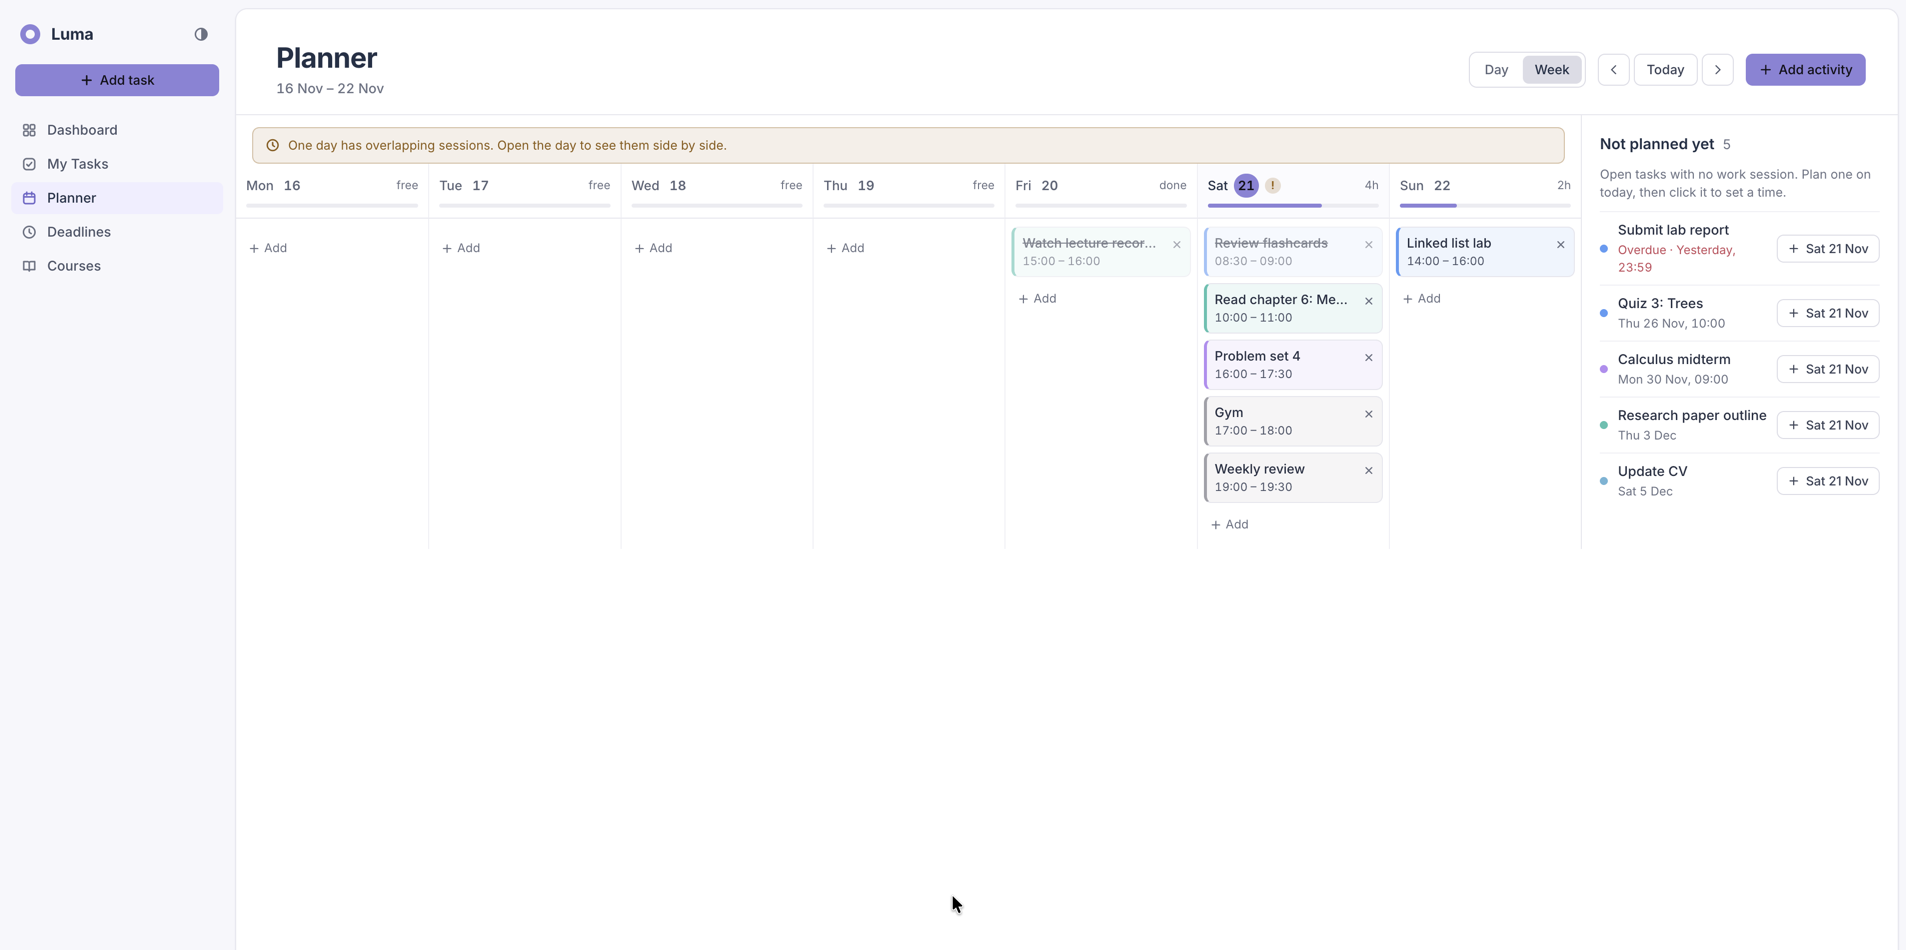 Luma
+ Add task
Dashboard
My Tasks
Planner
Deadlines
Courses
Planner
16 Nov – 22 Nov
Day Week
Today
+ Add activity
One day has overlapping sessions. Open the day to see them side by side.
Mon 16 free
Tue 17 free
Wed 18 free
Thu 19 free
Fri 20 done
Sat 21 ! 4h
Sun 22 2h
+ Add
+ Add
+ Add
+ Add
Watch lecture recor...
15:00 – 16:00
+ Add
Review flashcards
08:30 – 09:00
Read chapter 6: Me...
10:00 – 11:00
Problem set 4
16:00 – 17:30
Gym
17:00 – 18:00
Weekly review
19:00 – 19:30
+ Add
Linked list lab
14:00 – 16:00
+ Add
Not planned yet 5
Open tasks with no work session. Plan one on
today, then click it to set a time.
Submit lab report
Overdue · Yesterday,
23:59
+ Sat 21 Nov
Quiz 3: Trees
Thu 26 Nov, 10:00
+ Sat 21 Nov
Calculus midterm
Mon 30 Nov, 09:00
+ Sat 21 Nov
Research paper outline
Thu 3 Dec
+ Sat 21 Nov
Update CV
Sat 5 Dec
+ Sat 21 Nov